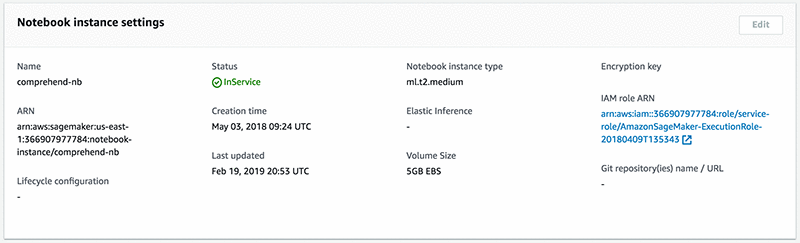 Notebook instance settings
Edit
Name
comprehend-nb
ARN
arn:aws:sagemaker:us-east-
1:366907977784:notebook-
instance/comprehend-nb
Lifecycle configuration
-
Status
InService
Creation time
May 03, 2018 09:24 UTC
Last updated
Feb 19, 2019 20:53 UTC
Notebook instance type
ml.t2.medium
Elastic Inference
-
Volume Size
5GB EBS
Encryption key
IAM role ARN
arn:aws:iam::366907977784:role/service-
role/AmazonSageMaker-ExecutionRole-
20180409T135343
Git repository(ies) name / URL
-